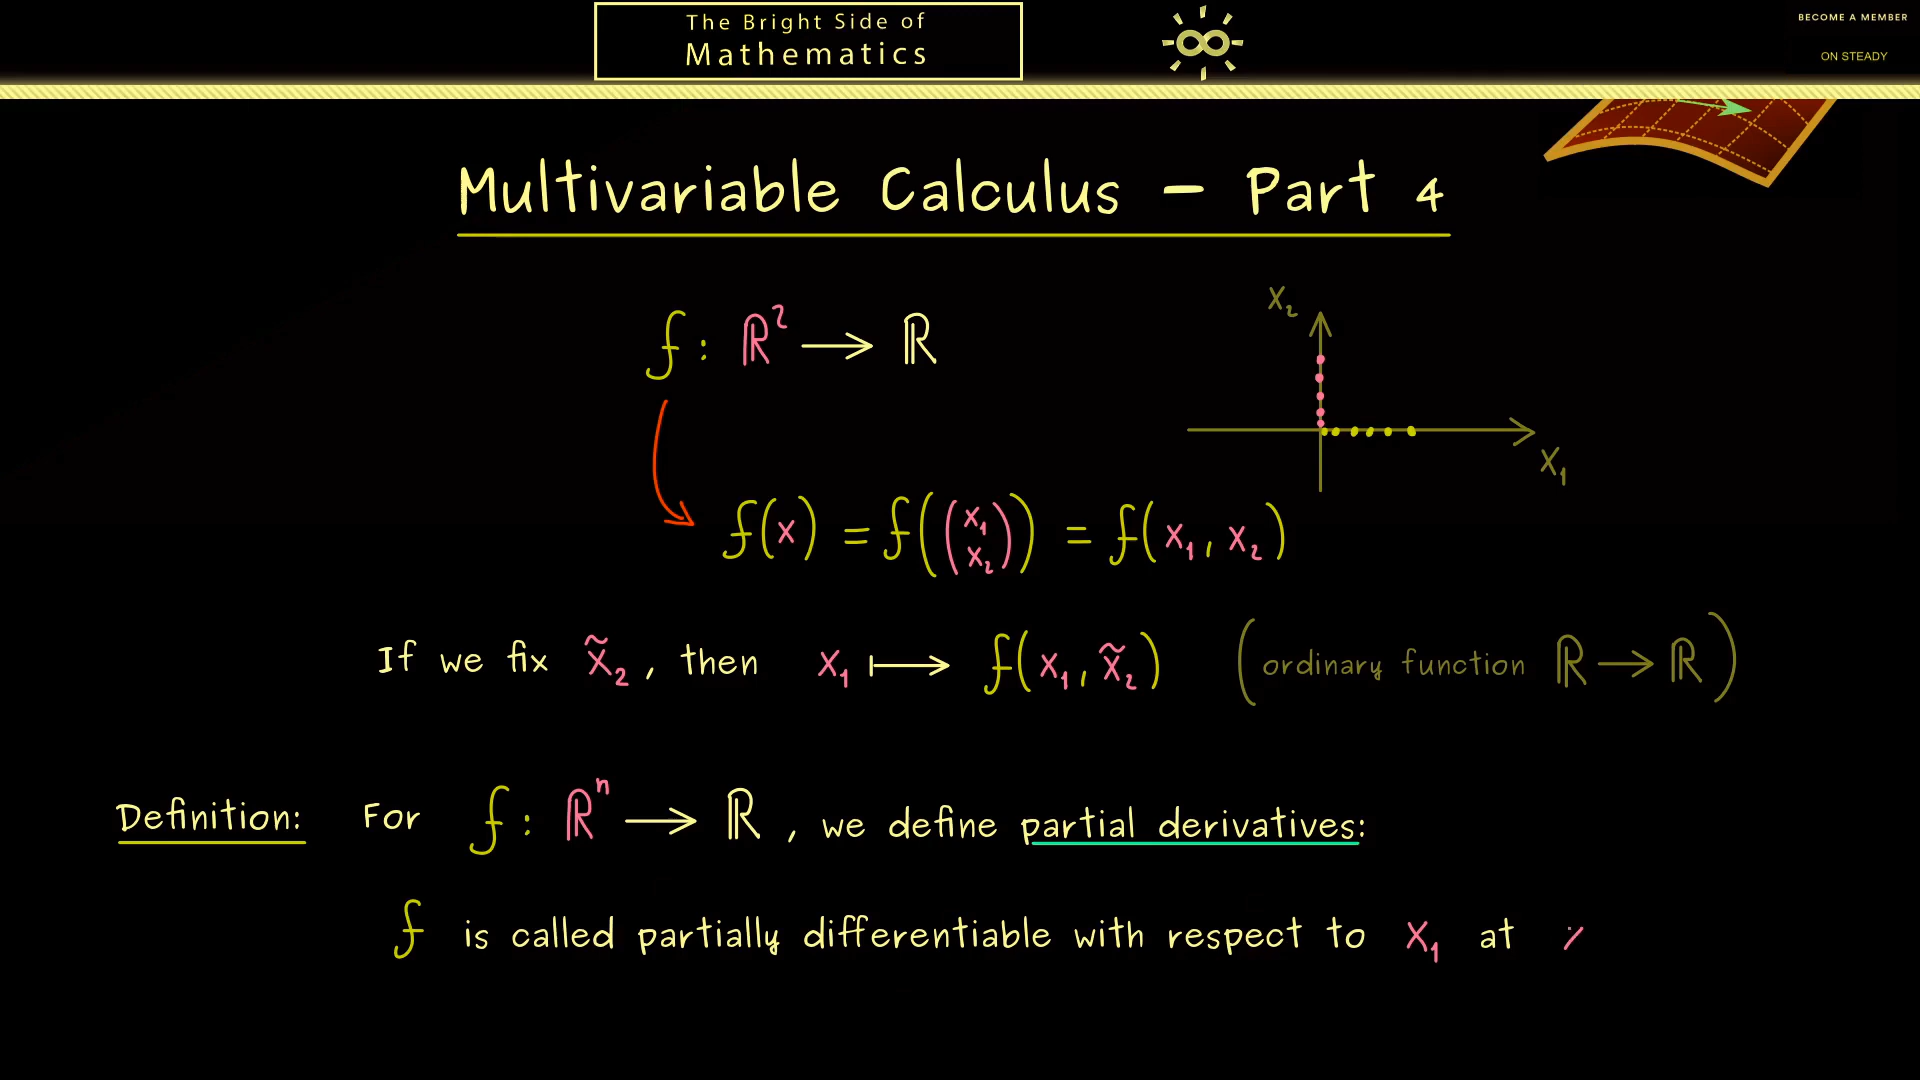 The Bright Side of
Mathematics
BECOME A MEMBER
ON STEADY
Multivariable Calculus – Part 4
f : ℝ² ⟶ ℝ
x₂
x₁
f(x) = f((x₁ x₂)) = f(x₁, x₂)
If we fix x̃₂, then x₁ ⟼ f(x₁, x̃₂) (ordinary function ℝ ⟶ ℝ)
Definition: For f : ℝⁿ ⟶ ℝ, we define partial derivatives:
f is called partially differentiable with respect to x₁ at